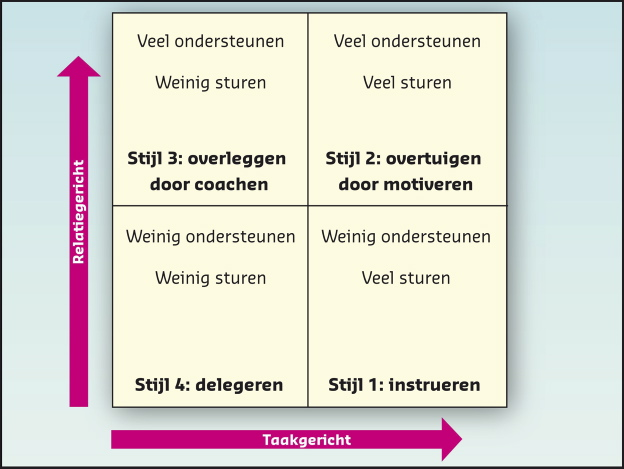 Veel ondersteunen
Weinig sturen
Stijl 3: overleggen
door coachen
Veel ondersteunen
Veel sturen
Stijl 2: overtuigen
door motiveren
Weinig ondersteunen
Weinig sturen
Stijl 4: delegeren
Weinig ondersteunen
Veel sturen
Stijl 1: instrueren
Relatiegericht
Taakgericht